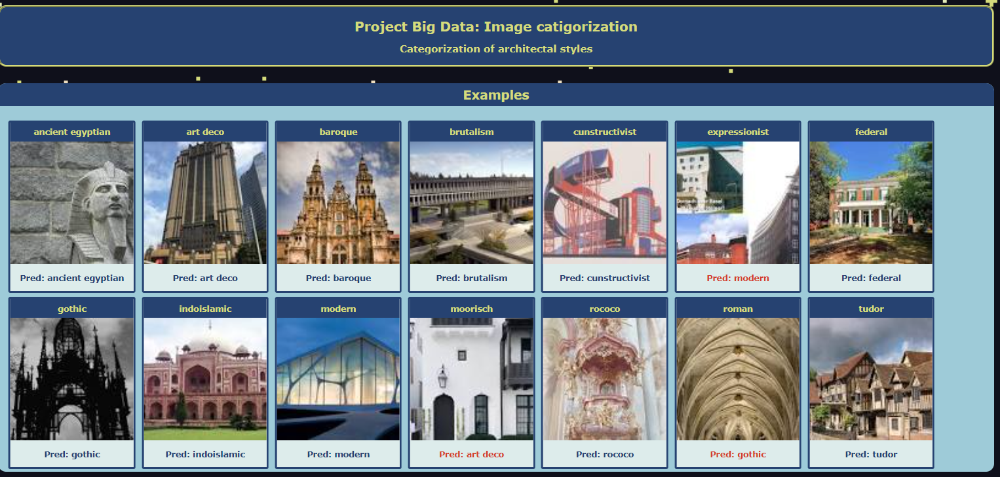 Project Big Data: Image catigorization
Categorization of architectal styles
Examples
ancient egyptian
art deco
baroque
brutalism
cunstructivist
expressionist
federal
Pred: ancient egyptian
Pred: art deco
Pred: baroque
Pred: brutalism
Pred: cunstructivist
Pred: modern
Pred: federal
gothic
indoislamic
modern
moorisch
rococo
roman
tudor
Pred: gothic
Pred: indoislamic
Pred: modern
Pred: art deco
Pred: rococo
Pred: gothic
Pred: tudor